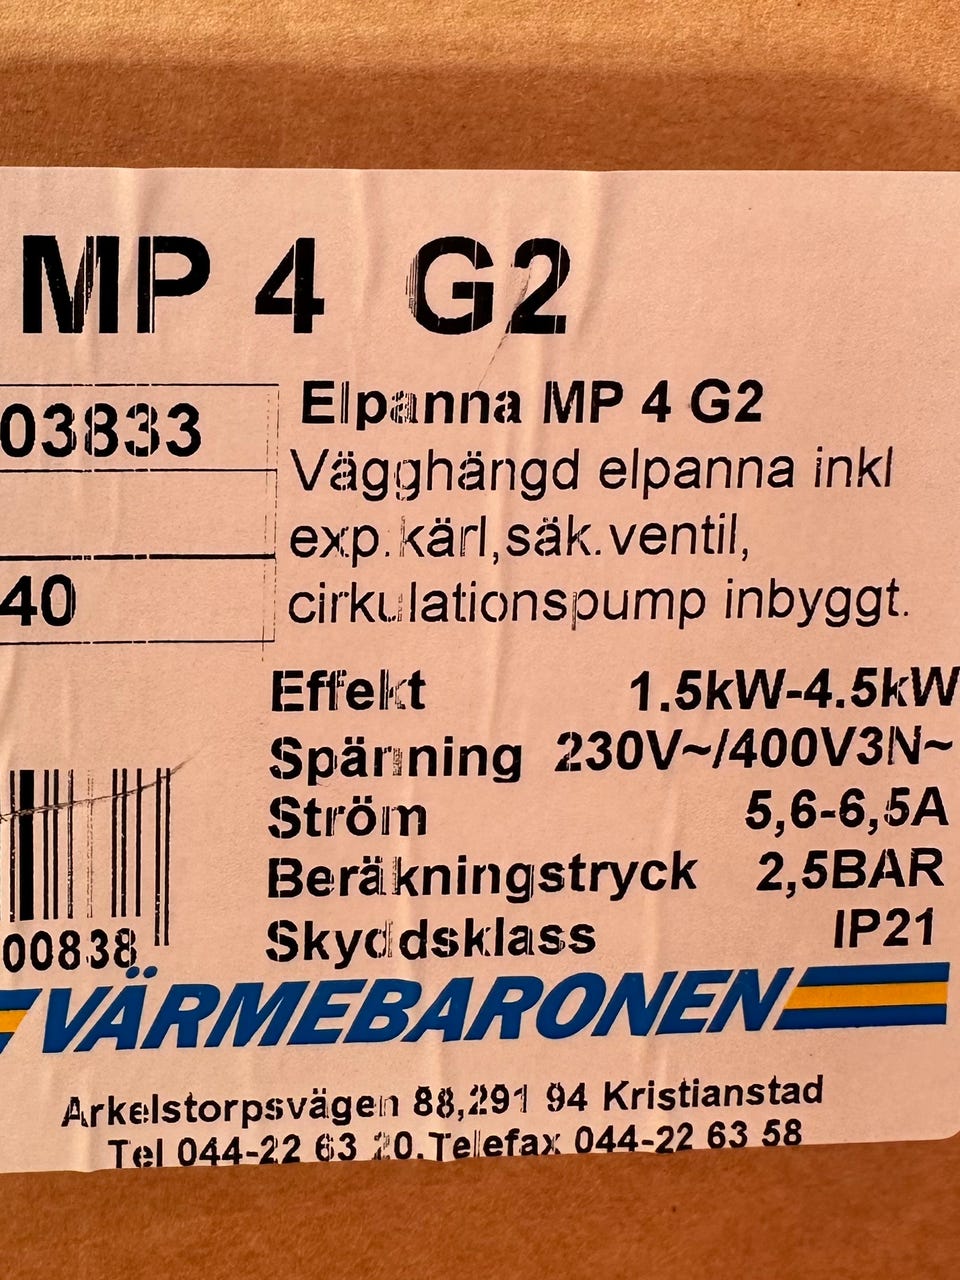 MP 4 G2
03833
Elpanna MP 4 G2
Vägghängd elpanna inkl
exp.kärl,säk.ventil,
40
cirkulationspump inbyggt.
Effekt 1.5kW-4.5kW
Spänning 230V~/400V3N~
Ström 5,6-6,5A
Beräkningstryck 2,5BAR
Skyddsklass IP21
00838
VÄRMEBARONEN
Arkelstorpsvägen 88,291 94 Kristianstad
Tel 044-22 63 20.Telefax 044-22 63 58